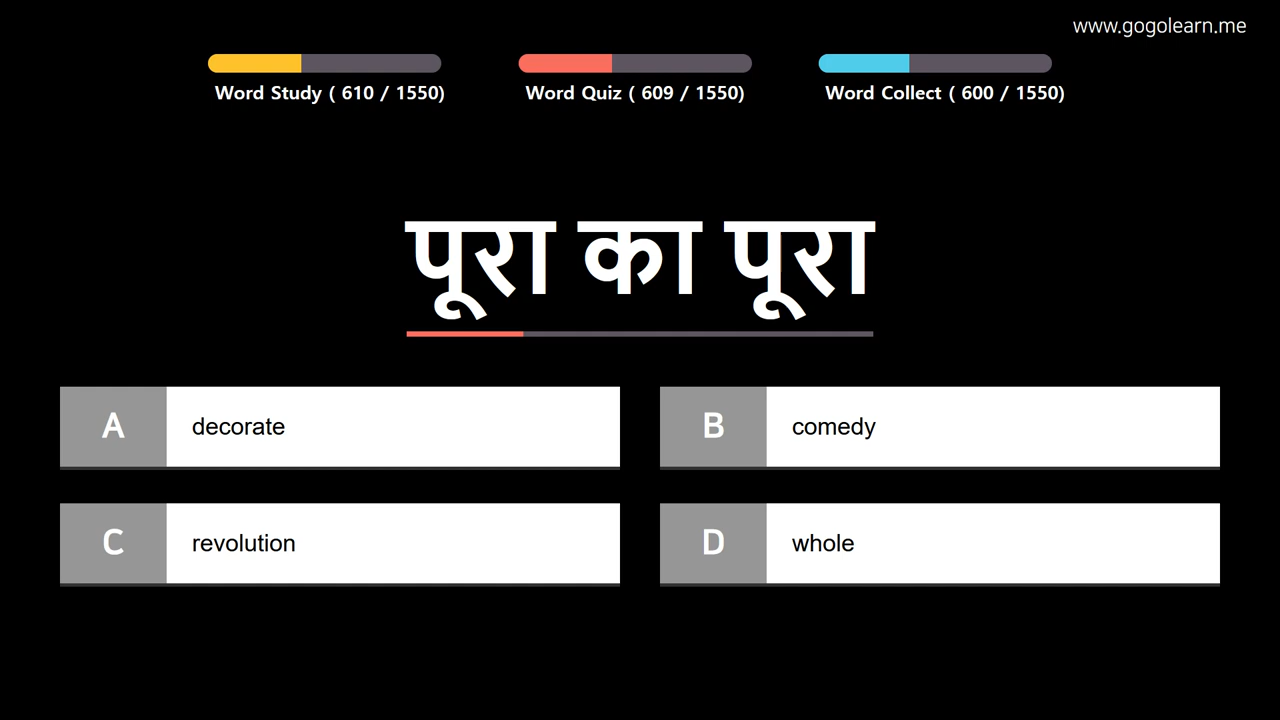 www.gogolearn.me
Word Study ( 610 / 1550)
Word Quiz ( 609 / 1550)
Word Collect ( 600 / 1550)
पूरा का पूरा
A decorate
B comedy
C revolution
D whole